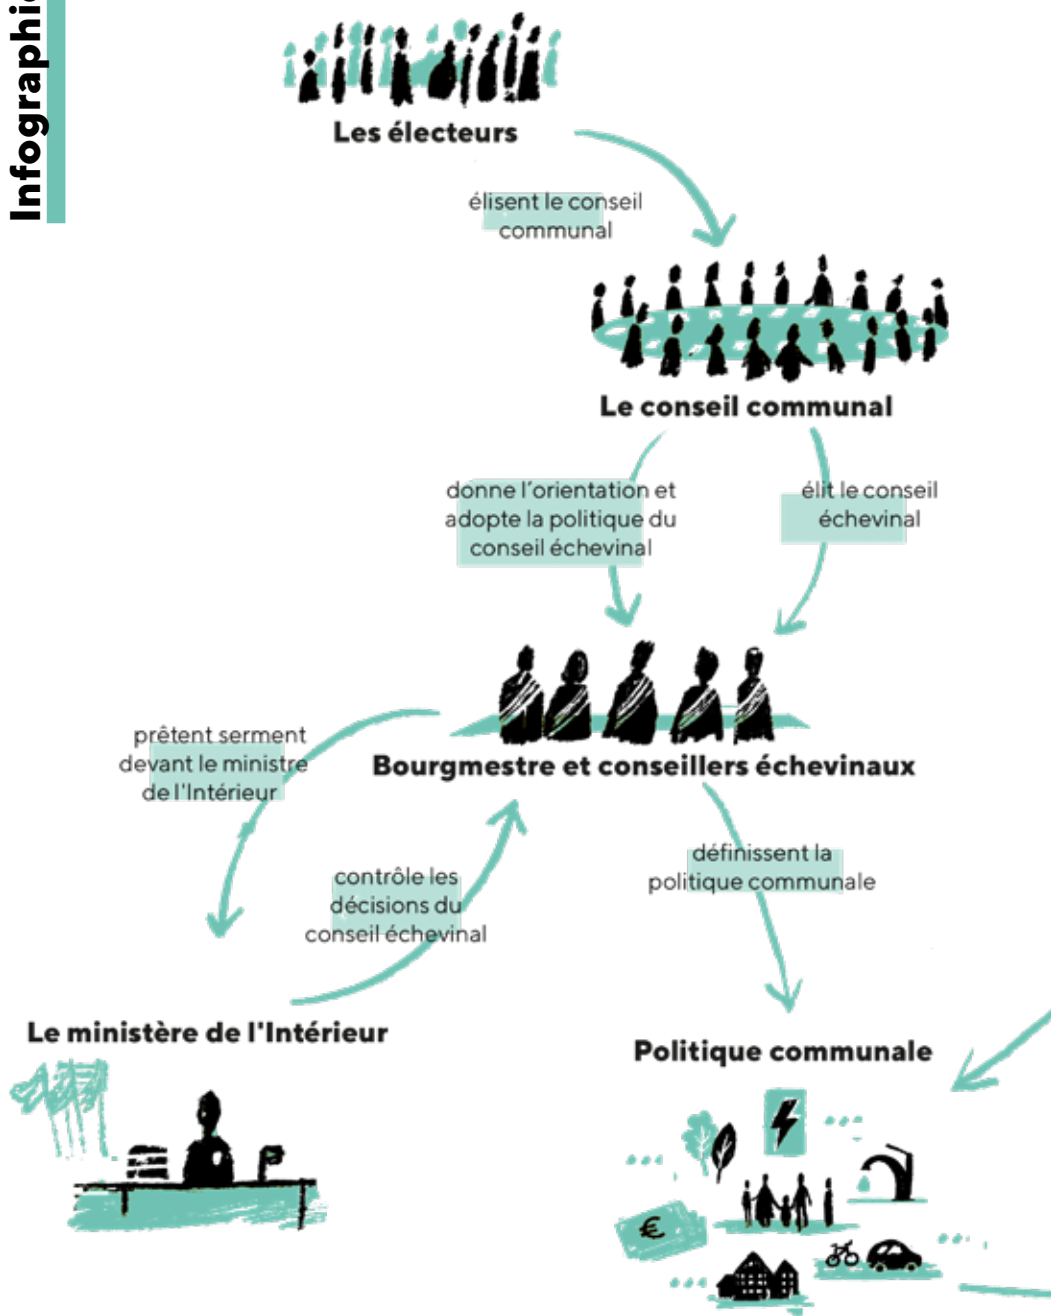 Infographie
Les électeurs
élisent le conseil
communal
Le conseil communal
donne l'orientation et
adopte la politique du
conseil échevinal
élit le conseil
échevinal
Bourgmestre et conseillers échevinaux
prêtent serment
devant le ministre
de l'Intérieur
contrôle les
décisions du
conseil échevinal
définissent la
politique communale
Le ministère de l'Intérieur
Politique communale
€